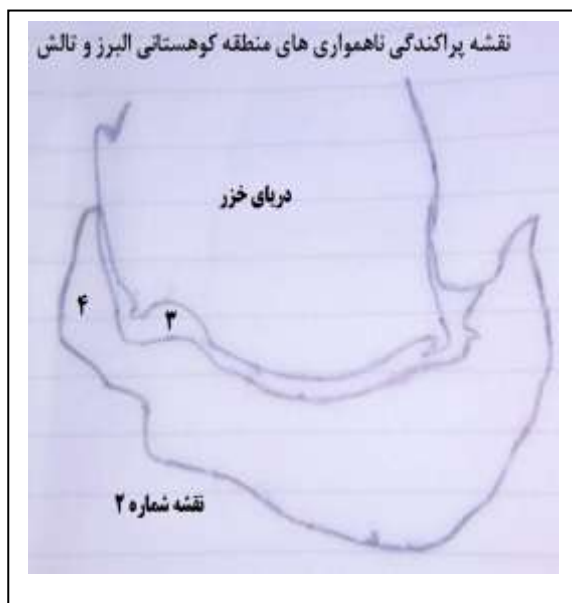 نقشه پراکندگی ناهمواری های منطقه کوهستانی البرز و تالش
دریای خزر
۴
۳
نقشه شماره ۲